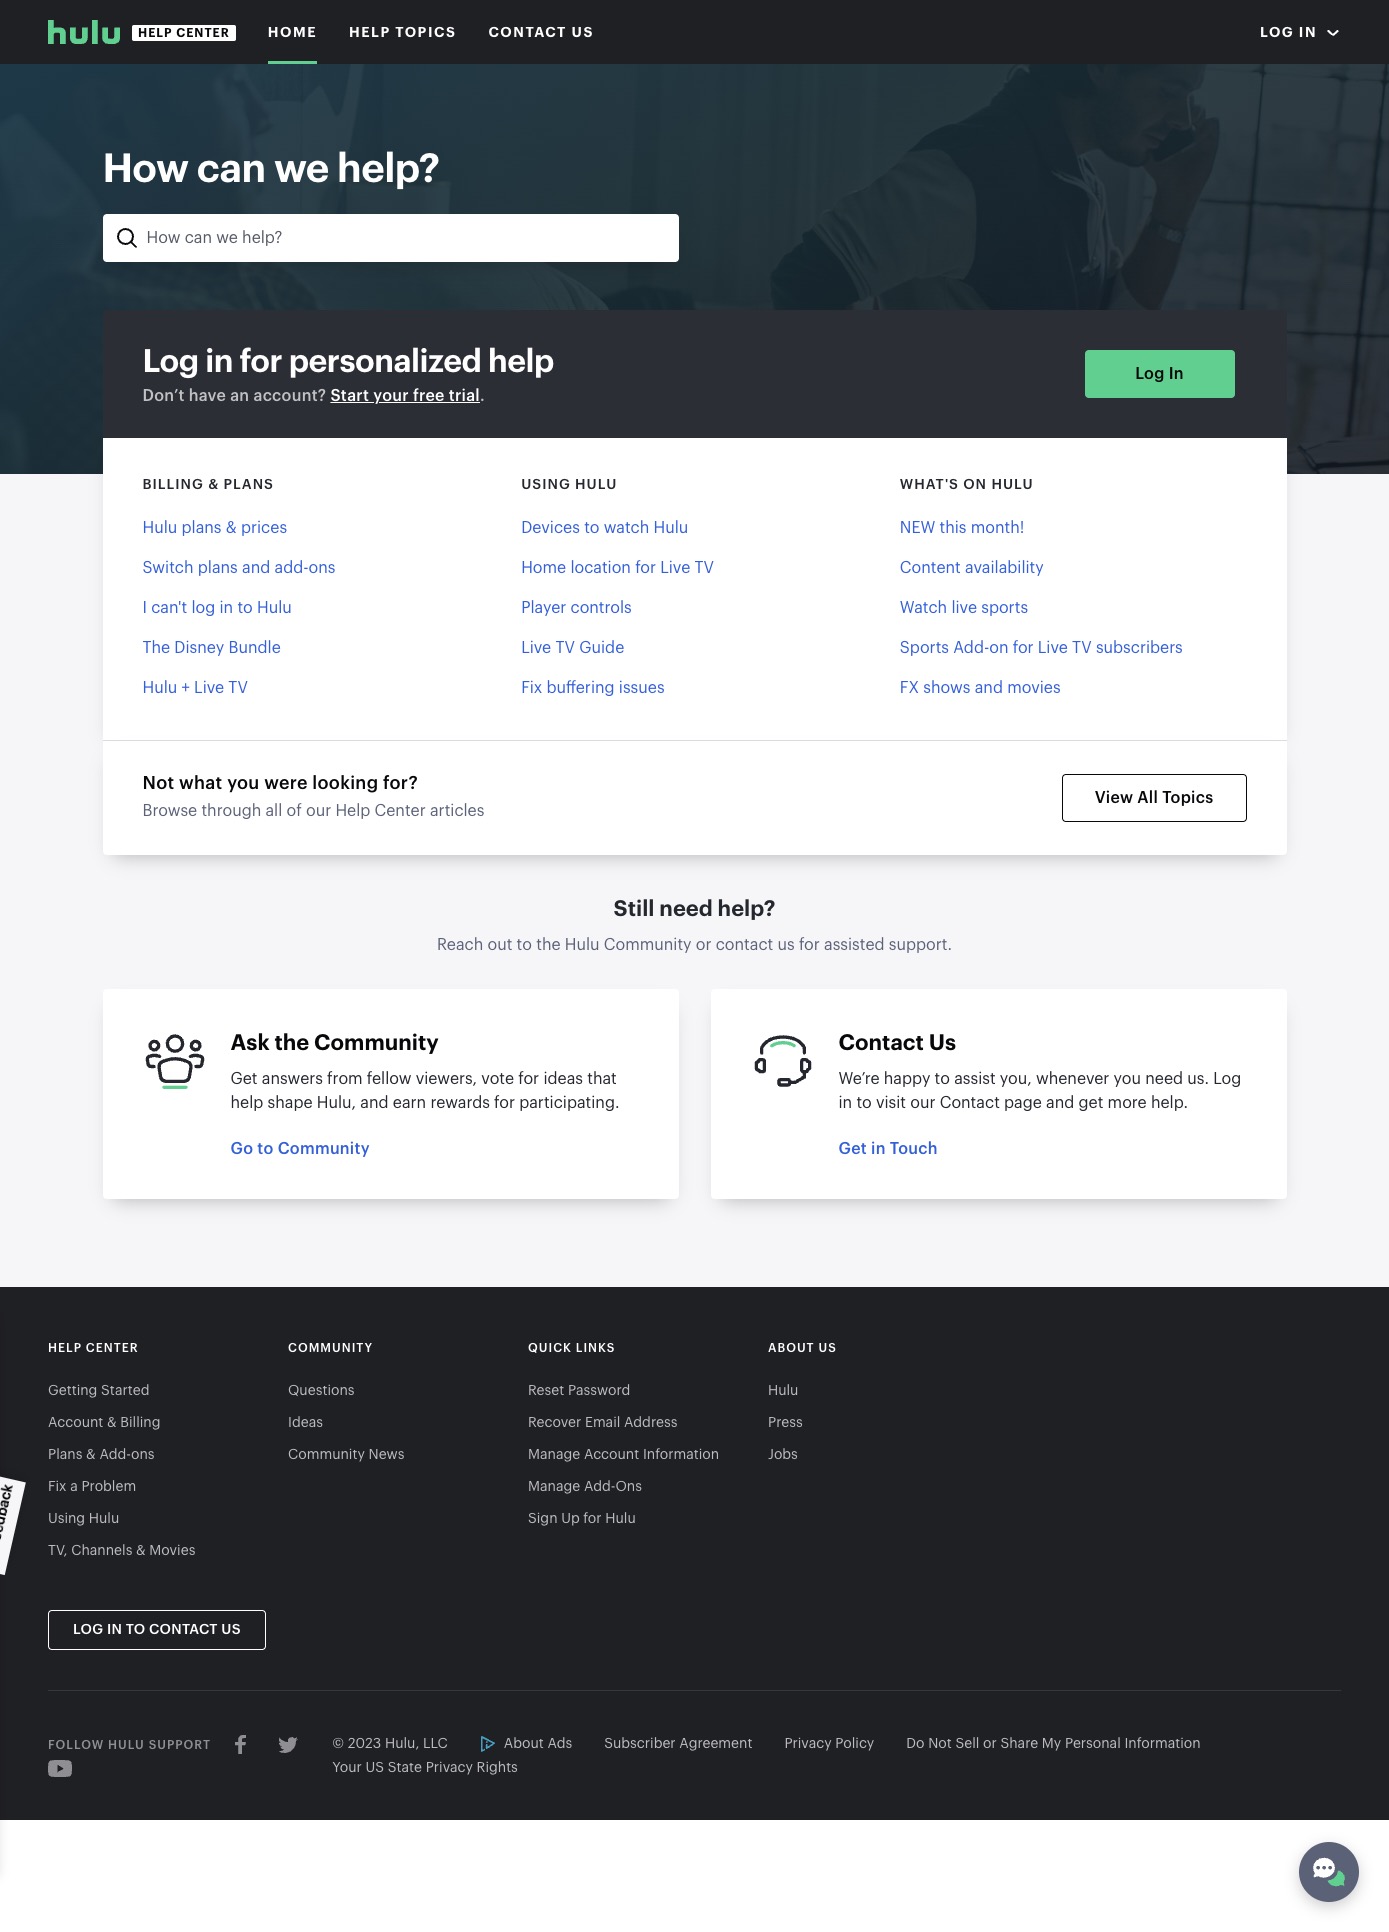 hulu HELP CENTER HOME HELP TOPICS CONTACT US LOG IN
How can we help?
How can we help?
Log in for personalized help
Don’t have an account? Start your free trial.
Log In
BILLING & PLANS
Hulu plans & prices
Switch plans and add-ons
I can't log in to Hulu
The Disney Bundle
Hulu + Live TV
USING HULU
Devices to watch Hulu
Home location for Live TV
Player controls
Live TV Guide
Fix buffering issues
WHAT'S ON HULU
NEW this month!
Content availability
Watch live sports
Sports Add-on for Live TV subscribers
FX shows and movies
Not what you were looking for?
Browse through all of our Help Center articles
View All Topics
Still need help?
Reach out to the Hulu Community or contact us for assisted support.
Ask the Community
Get answers from fellow viewers, vote for ideas that
help shape Hulu, and earn rewards for participating.
Go to Community
Contact Us
We’re happy to assist you, whenever you need us. Log
in to visit our Contact page and get more help.
Get in Touch
HELP CENTER
Getting Started
Account & Billing
Plans & Add-ons
Fix a Problem
Using Hulu
TV, Channels & Movies
COMMUNITY
Questions
Ideas
Community News
QUICK LINKS
Reset Password
Recover Email Address
Manage Account Information
Manage Add-Ons
Sign Up for Hulu
ABOUT US
Hulu
Press
Jobs
LOG IN TO CONTACT US
FOLLOW HULU SUPPORT
© 2023 Hulu, LLC About Ads Subscriber Agreement Privacy Policy Do Not Sell or Share My Personal Information
Your US State Privacy Rights